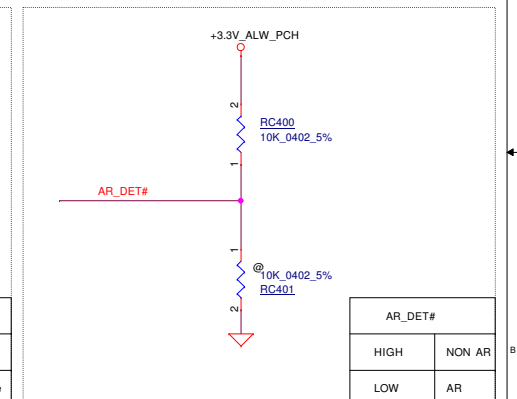 +3.3V_ALW_PCH
2
RC400
10K_0402_5%
1
AR_DET#
1
@
10K_0402_5%
RC401
2
AR_DET#
HIGH NON AR
B
LOW AR